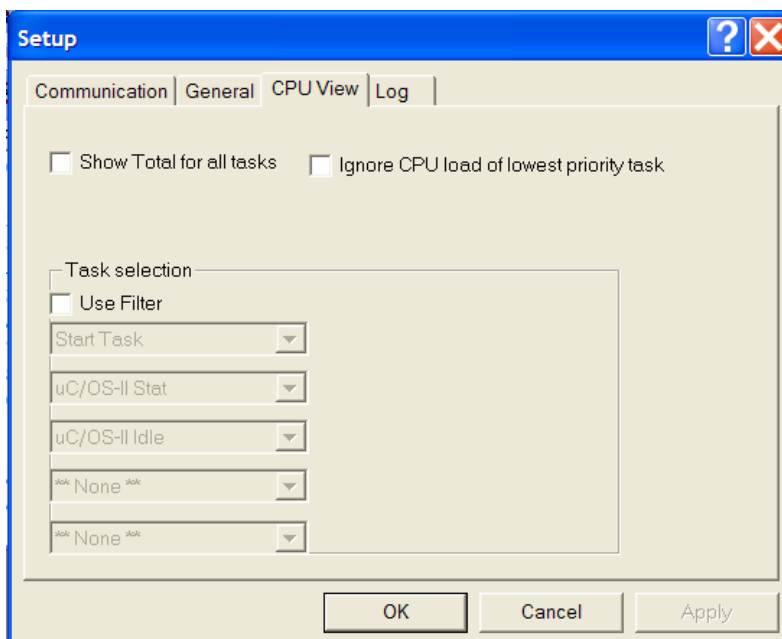 Setup
Communication General CPU View Log
Show Total for all tasks Ignore CPU load of lowest priority task
Task selection
Use Filter
Start Task
uC/OS-II Stat
uC/OS-II Idle
** None **
** None **
OK Cancel Apply